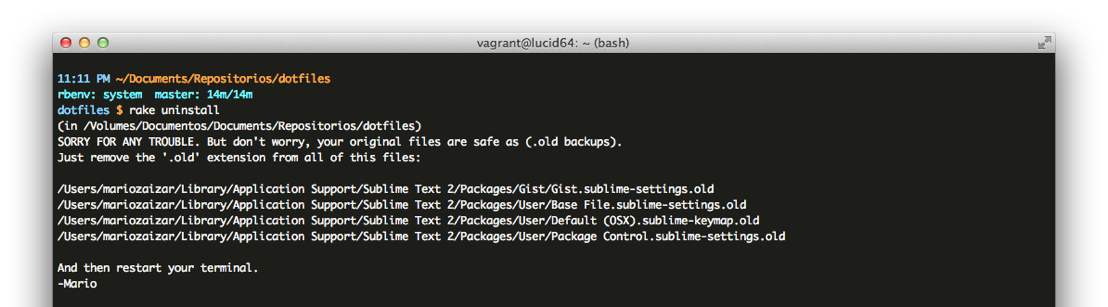 vagrant@lucid64: ~ (bash)
11:11 PM ~/Documents/Repositorios/dotfiles
rbenv: system  master: 14m/14m
dotfiles $ rake uninstall
(in /Volumes/Documentos/Documents/Repositorios/dotfiles)
SORRY FOR ANY TROUBLE. But don't worry, your original files are safe as (.old backups).
Just remove the '.old' extension from all of this files:
/Users/mariozaizar/Library/Application Support/Sublime Text 2/Packages/Gist/Gist.sublime-settings.old
/Users/mariozaizar/Library/Application Support/Sublime Text 2/Packages/User/Base File.sublime-settings.old
/Users/mariozaizar/Library/Application Support/Sublime Text 2/Packages/User/Default (OSX).sublime-keymap.old
/Users/mariozaizar/Library/Application Support/Sublime Text 2/Packages/User/Package Control.sublime-settings.old
And then restart your terminal.
-Mario